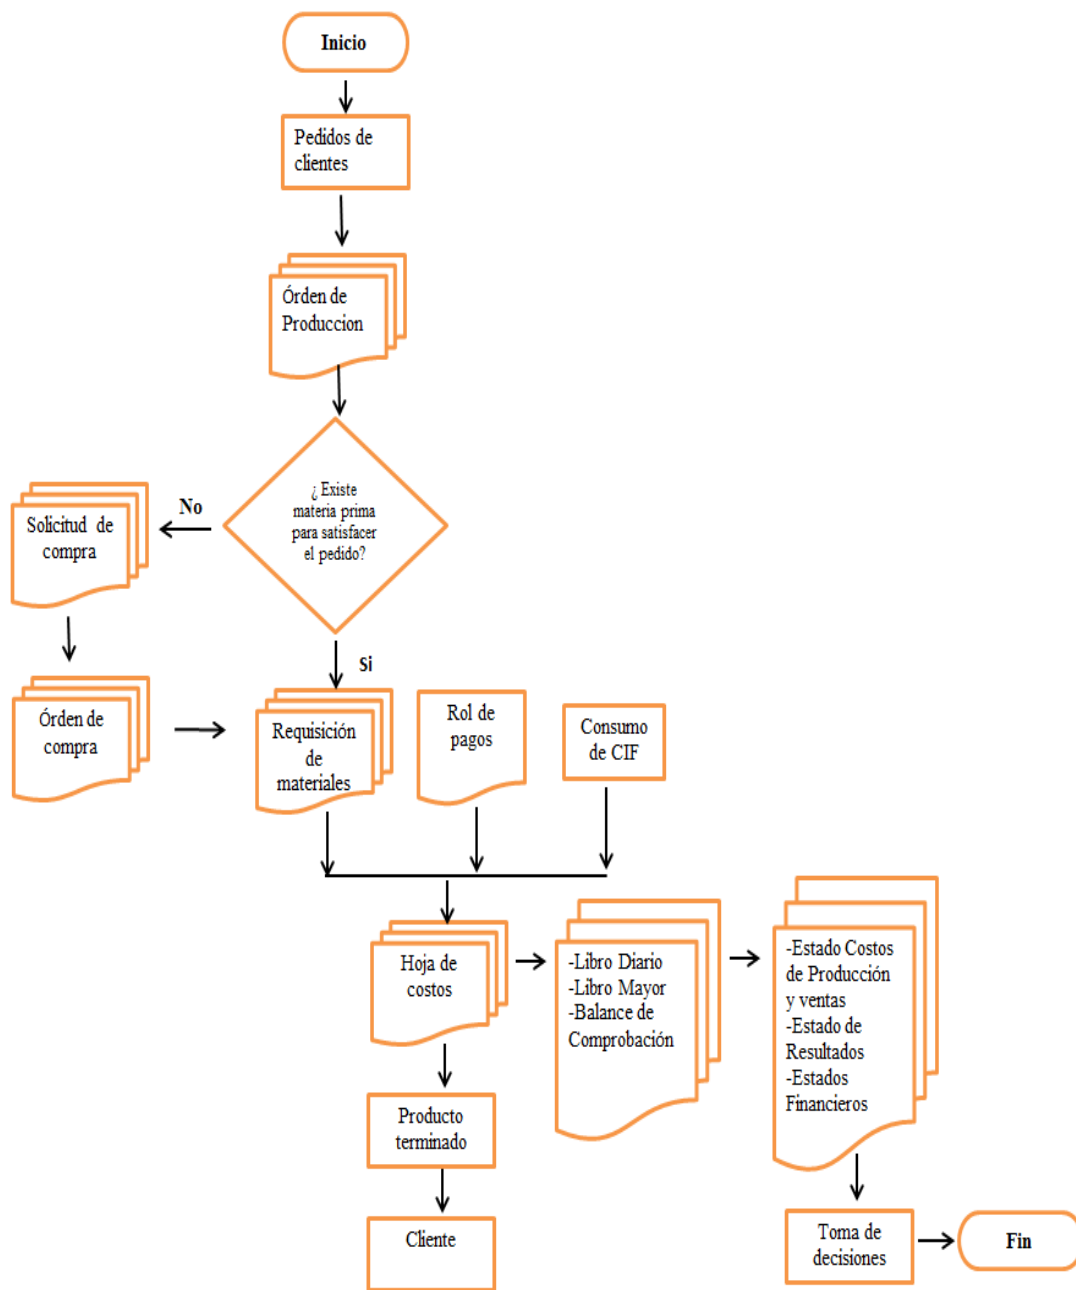 Inicio
Pedidos de
clientes
Órden de
Produccion
¿ Existe
materia prima
para satisfacer
el pedido?
No
Solicitud de
compra
Si
Órden de
compra
Requisición
de
materiales
Rol de
pagos
Consumo
de CIF
Hoja de
costos
-Libro Diario
-Libro Mayor
-Balance de
Comprobación
-Estado Costos
de Producción
y ventas
-Estado de
Resultados
-Estados
Financieros
Producto
terminado
Cliente
Toma de
decisiones
Fin